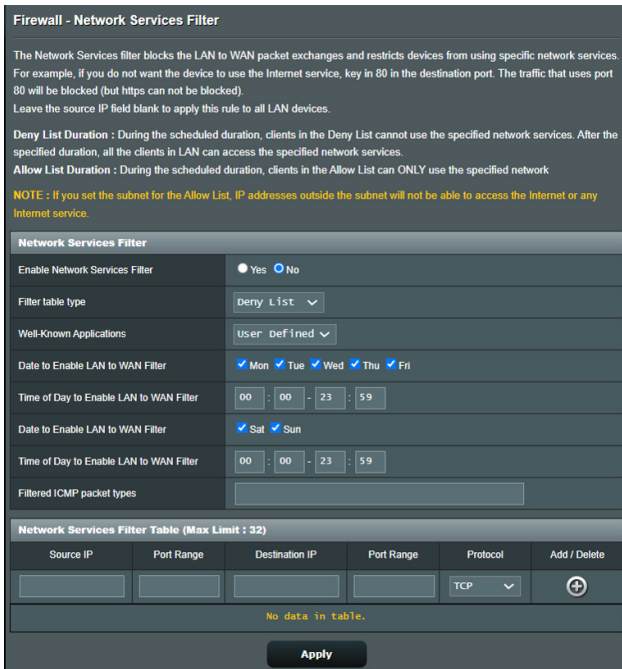 Firewall - Network Services Filter
The Network Services filter blocks the LAN to WAN packet exchanges and restricts devices from using specific network services.
For example, if you do not want the device to use the Internet service, key in 80 in the destination port. The traffic that uses port
80 will be blocked (but https can not be blocked).
Leave the source IP field blank to apply this rule to all LAN devices.
Deny List Duration : During the scheduled duration, clients in the Deny List cannot use the specified network services. After the
specified duration, all the clients in LAN can access the specified network services.
Allow List Duration : During the scheduled duration, clients in the Allow List can ONLY use the specified network
NOTE : If you set the subnet for the Allow List, IP addresses outside the subnet will not be able to access the Internet or any
Internet service.
Network Services Filter
Enable Network Services Filter Yes No
Filter table type Deny List
Well-Known Applications User Defined
Date to Enable LAN to WAN Filter Mon Tue Wed Thu Fri
Time of Day to Enable LAN to WAN Filter 00 : 00 - 23 : 59
Date to Enable LAN to WAN Filter Sat Sun
Time of Day to Enable LAN to WAN Filter 00 : 00 - 23 : 59
Filtered ICMP packet types
Network Services Filter Table (Max Limit : 32)
Source IP Port Range Destination IP Port Range Protocol Add / Delete
TCP
No data in table.
Apply